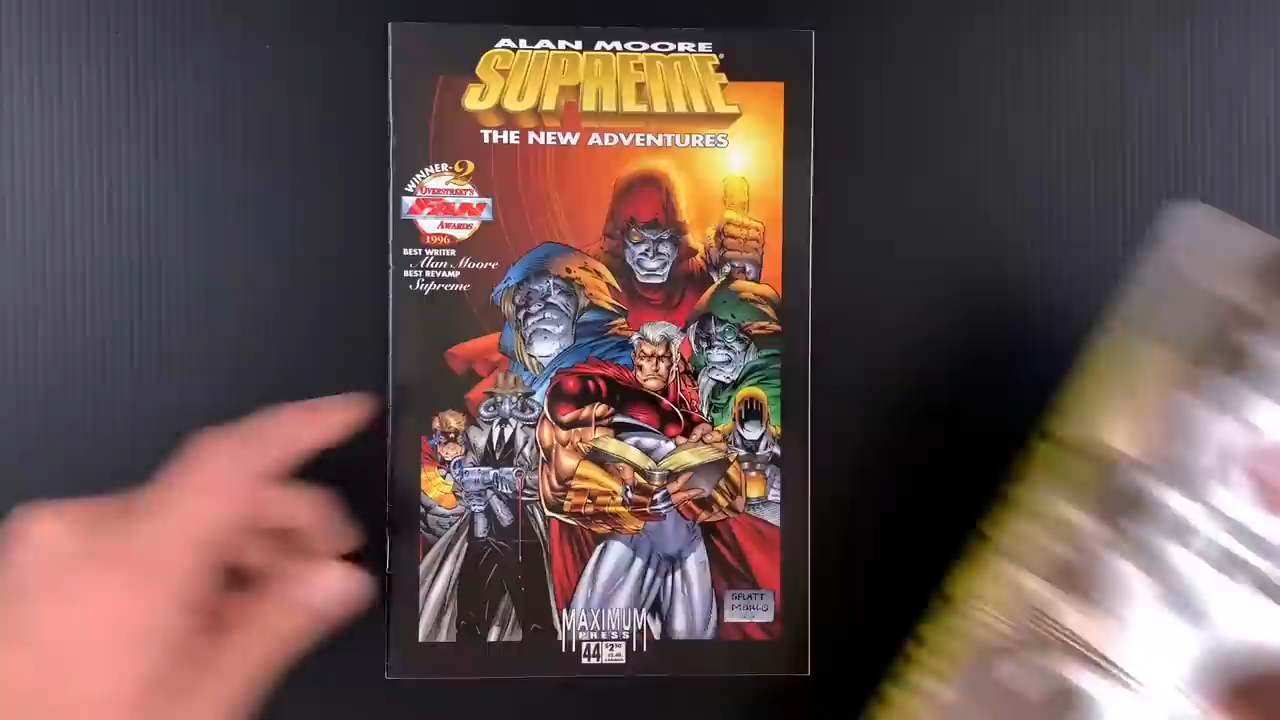 ALAN MOORE
SUPREME
THE NEW ADVENTURES
WINNER-2
OVERSTREET'S
FAN
AWARDS
1996
BEST WRITER
Alan Moore
BEST REVAMP
Supreme
SPLATT
MAXIMUM
PRESS
44